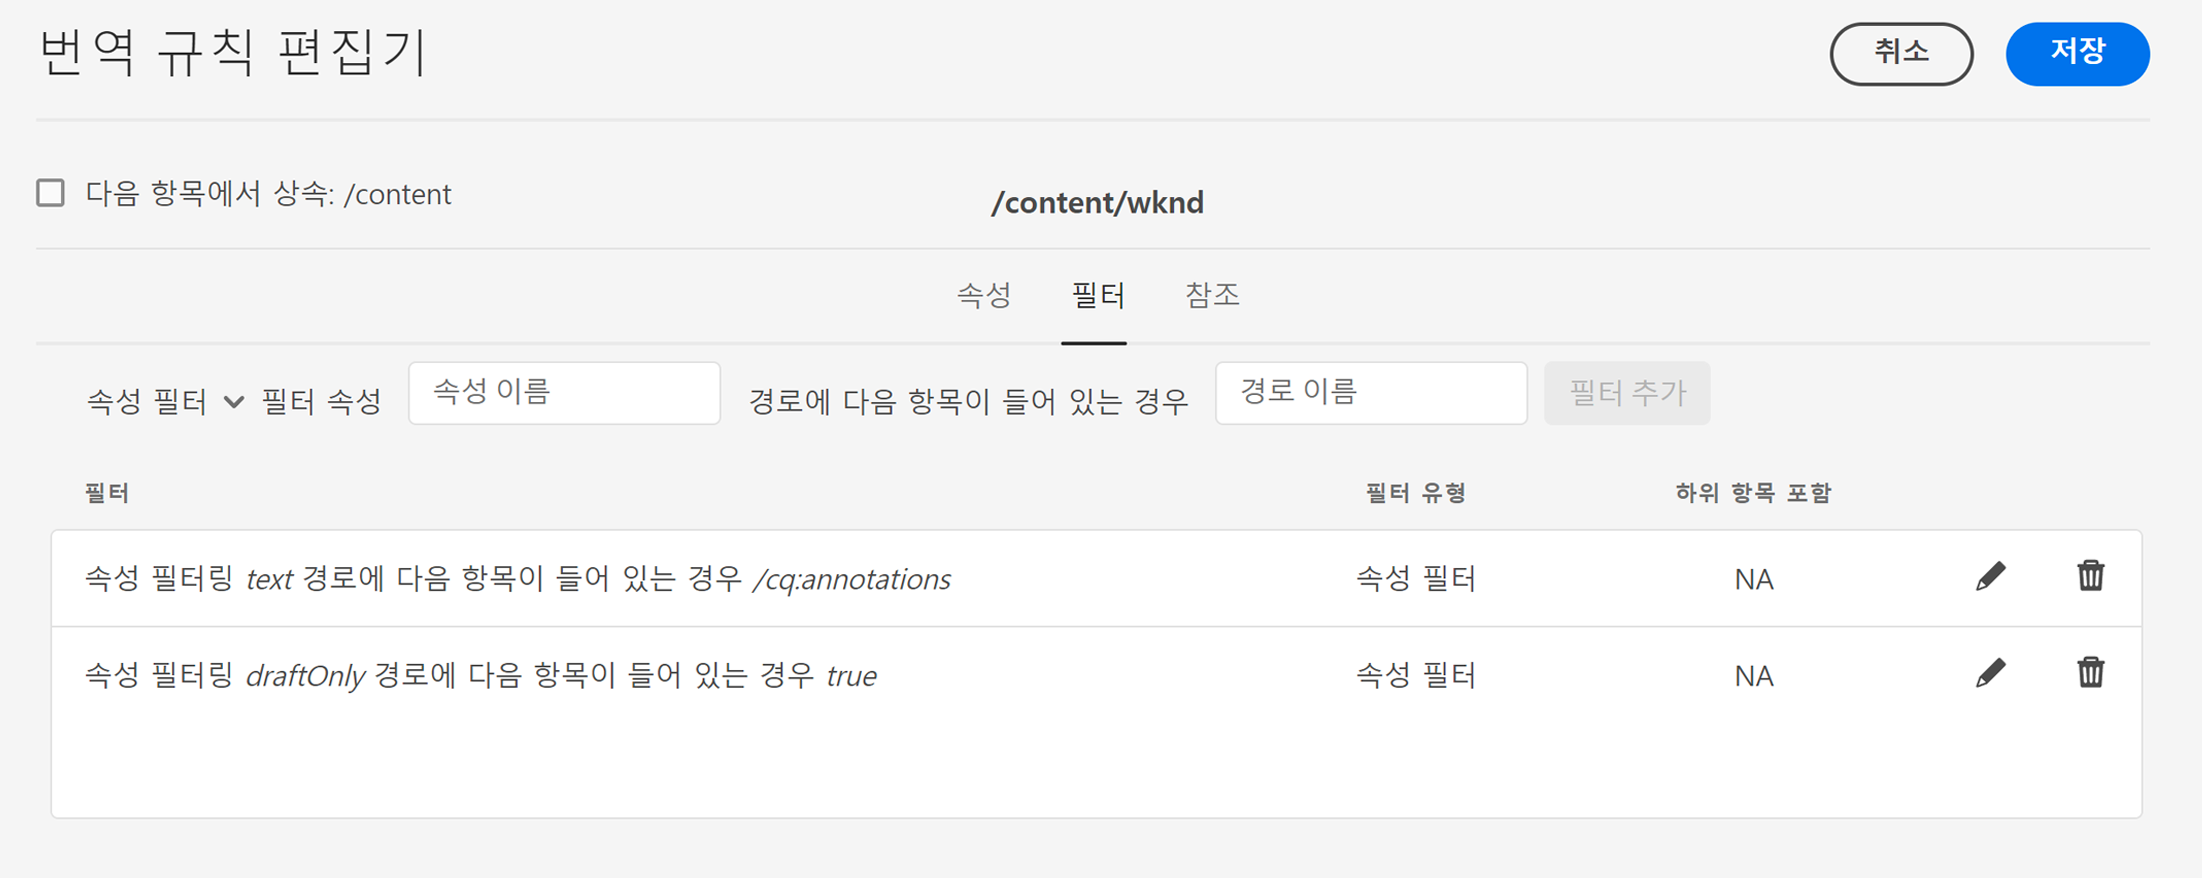 번역 규칙 편집기
취소
저장
다음 항목에서 상속: /content
/content/wknd
속성 필터 참조
속성 필터 필터 속성 속성 이름 경로에 다음 항목이 들어 있는 경우 경로 이름 필터 추가
필터 필터 유형 하위 항목 포함
속성 필터링 text 경로에 다음 항목이 들어 있는 경우 /cq:annotations 속성 필터 NA
속성 필터링 draftOnly 경로에 다음 항목이 들어 있는 경우 true 속성 필터 NA